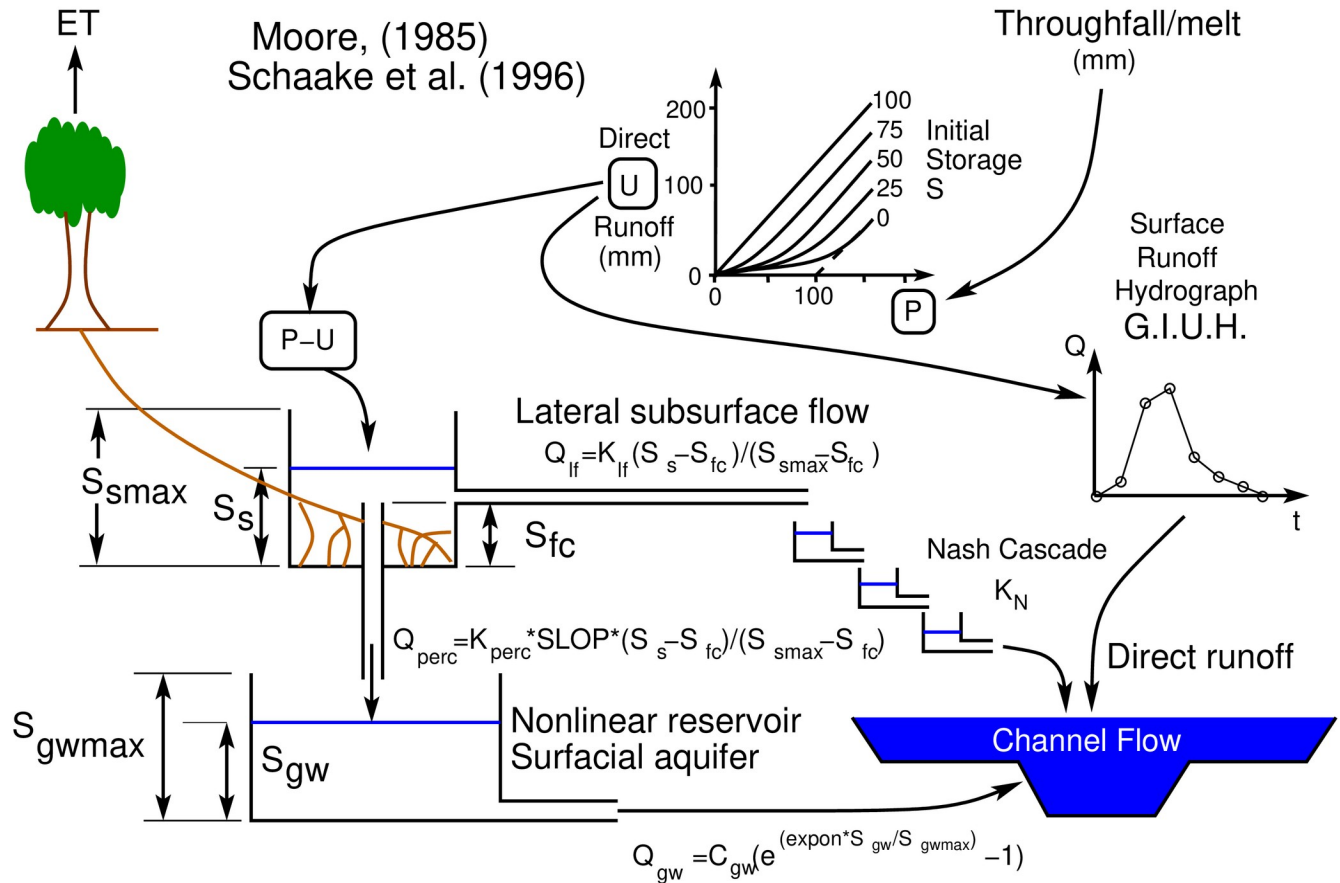 ET
Moore, (1985)
Schaake et al. (1996)
Throughfall/melt
(mm)
Direct
U
Runoff
(mm)
200
100
0
0
100
100
75
50
25
0
Initial
Storage
S
P
Surface
Runoff
Hydrograph
G.I.U.H.
Q
t
P–U
Lateral subsurface flow
Q_lf=K_lf(S_s–S_fc)/(S_smax–S_fc)
S_smax
S_s
S_fc
Nash Cascade
K_N
Q_perc=K_perc*SLOP*(S_s–S_fc)/(S_smax–S_fc)
Direct runoff
S_gwmax
S_gw
Nonlinear reservoir
Surfacial aquifer
Channel Flow
Q_gw=C_gw(e^(expon*S_gw/S_gwmax)–1)